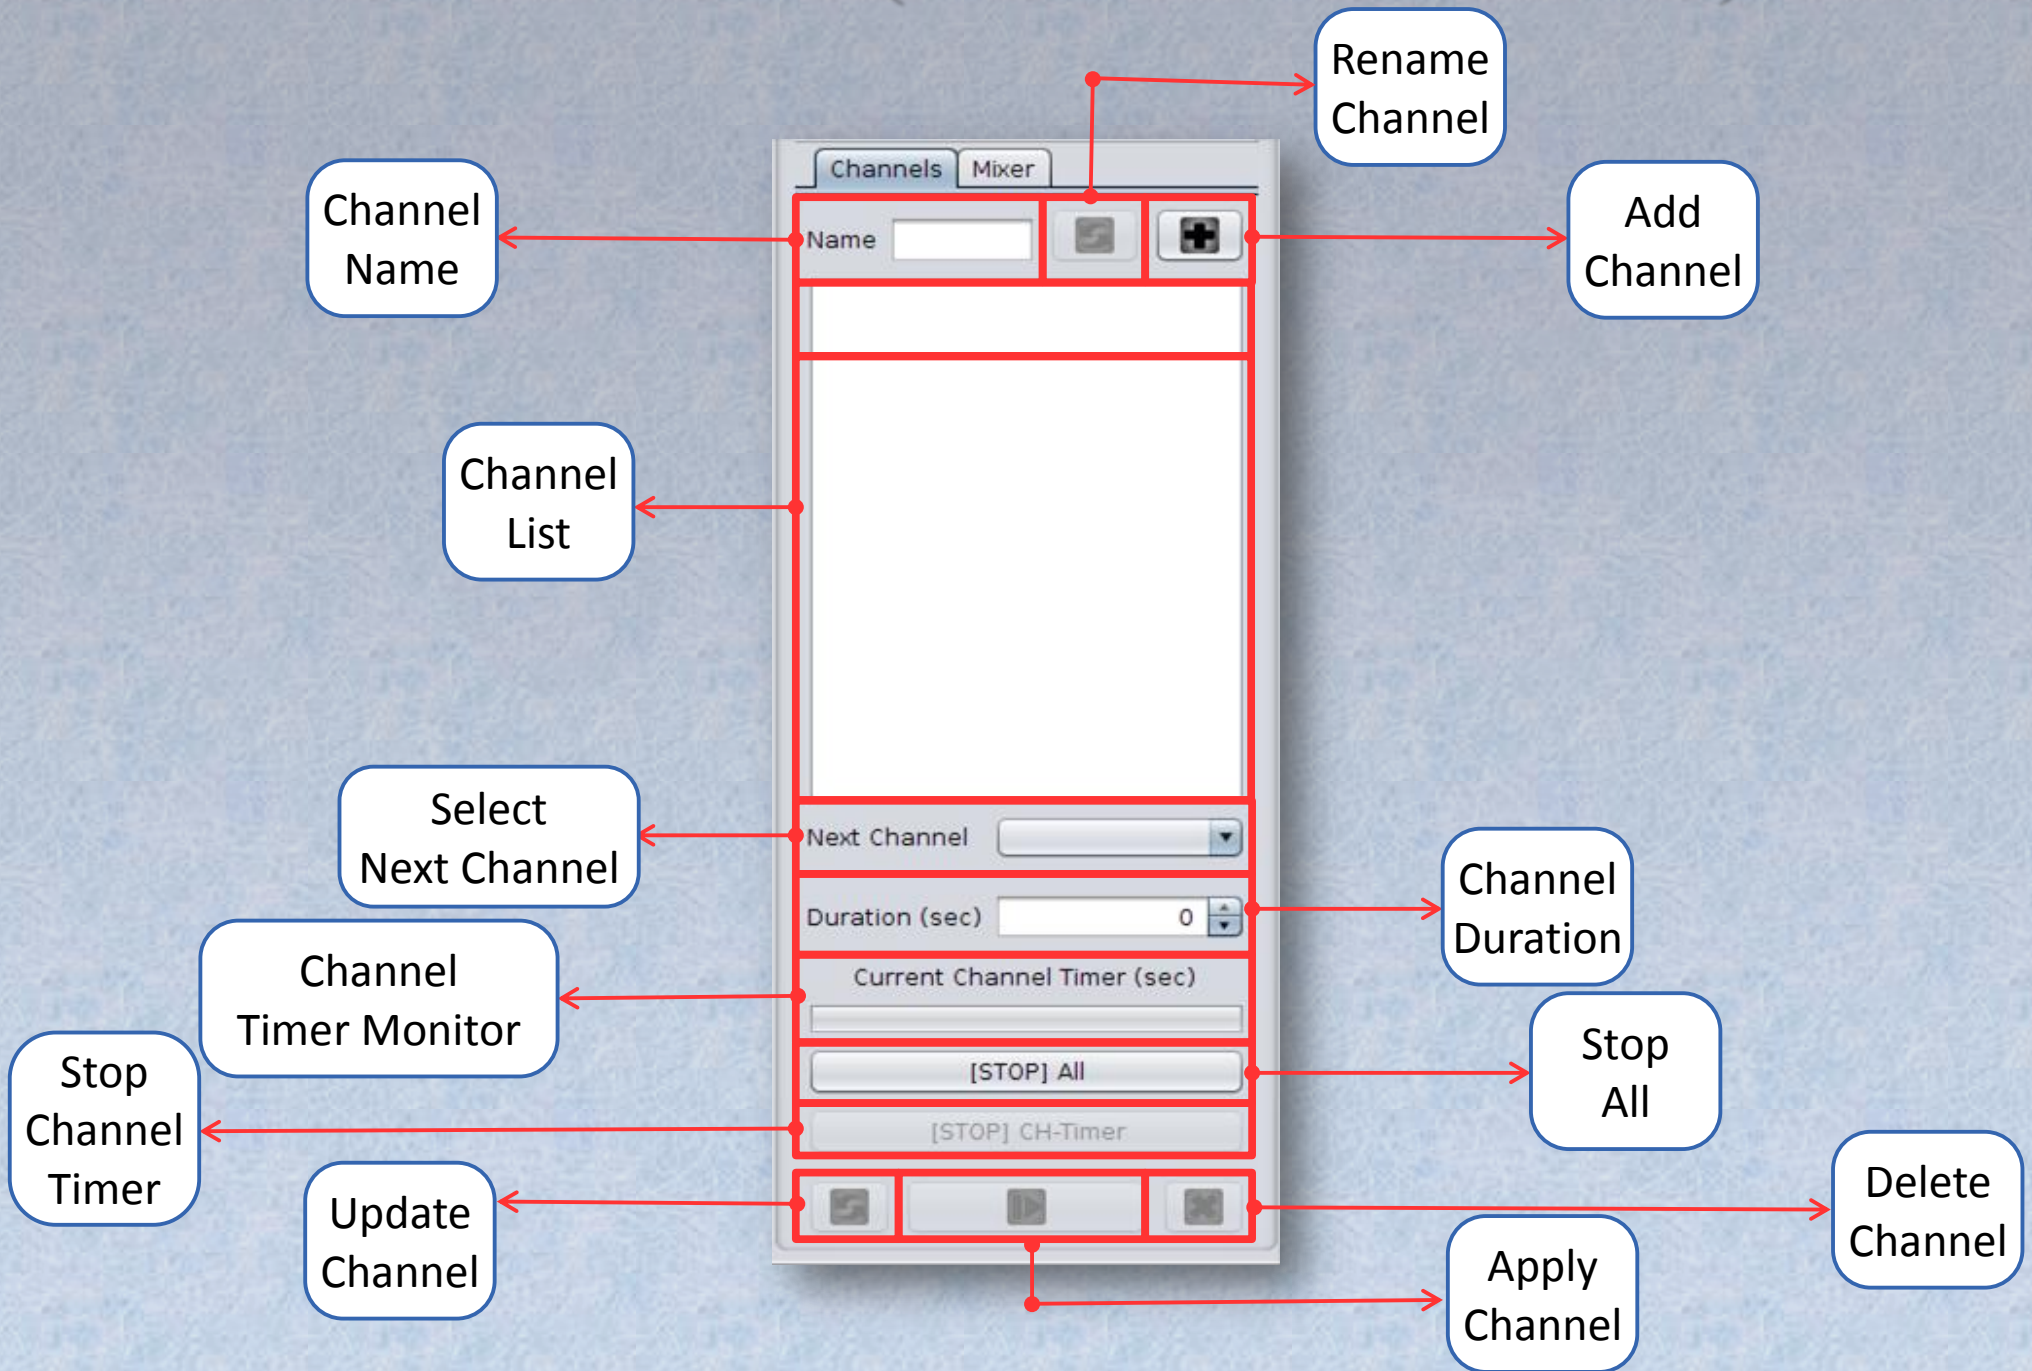 Rename
Channel
Channels Mixer
Channel
Name
Name
Add
Channel
Channel
List
Select
Next Channel
Next Channel
Channel
Duration
Duration (sec) 0
Channel
Timer Monitor
Current Channel Timer (sec)
Stop
All
[STOP] All
Stop
Channel
Timer
[STOP] CH-Timer
Delete
Channel
Update
Channel
Apply
Channel